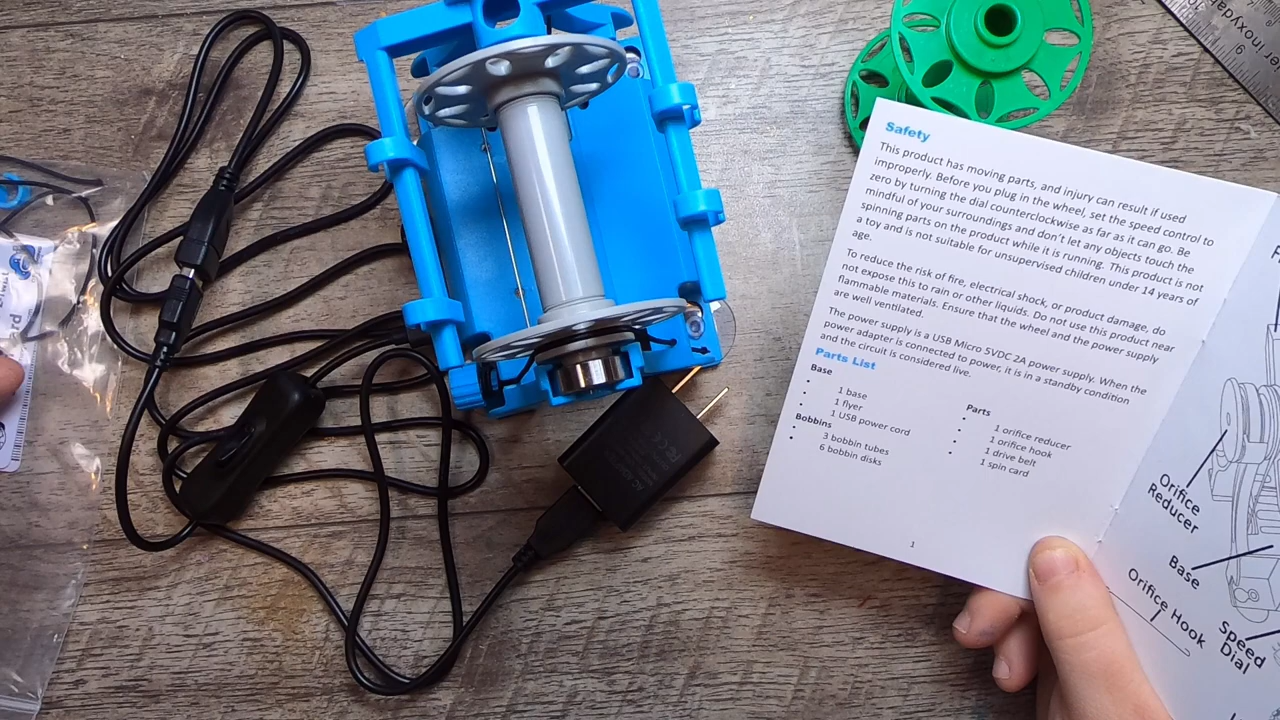 Safety
This product has moving parts, and injury can result if used
improperly. Before you plug in the wheel, set the speed control to
zero by turning the dial counterclockwise as far as it can go. Be
mindful of your surroundings and don't let any objects touch the
spinning parts on the product while it is running. This product is not
a toy and is not suitable for unsupervised children under 14 years of
age.
To reduce the risk of fire, electrical shock, or product damage, do
not expose this to rain or other liquids. Do not use this product near
flammable materials. Ensure that the wheel and the power supply
are well ventilated.
The power supply is a USB Micro 5VDC 2A power supply. When the
power adapter is connected to power, it is in a standby condition
and the circuit is considered live.
Parts List
Base
• 1 base
• 1 flyer
• 1 USB power cord
Bobbins
• 3 bobbin tubes
6 bobbin disks
Parts
• 1 orifice reducer
• 1 orifice hook
• 1 drive belt
1 spin card
1
Orifice
Reducer
Base
Orifice Hook
Speed
Dial
er inoxydab
9